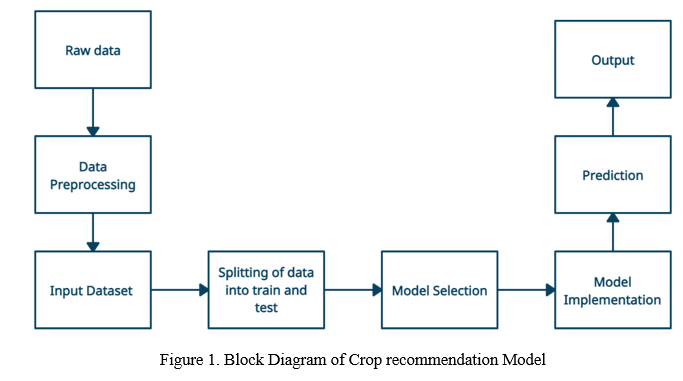 Raw data
Data
Preprocessing
Input Dataset
Splitting of data
into train and
test
Model Selection
Model
Implementation
Prediction
Output
Figure 1. Block Diagram of Crop recommendation Model